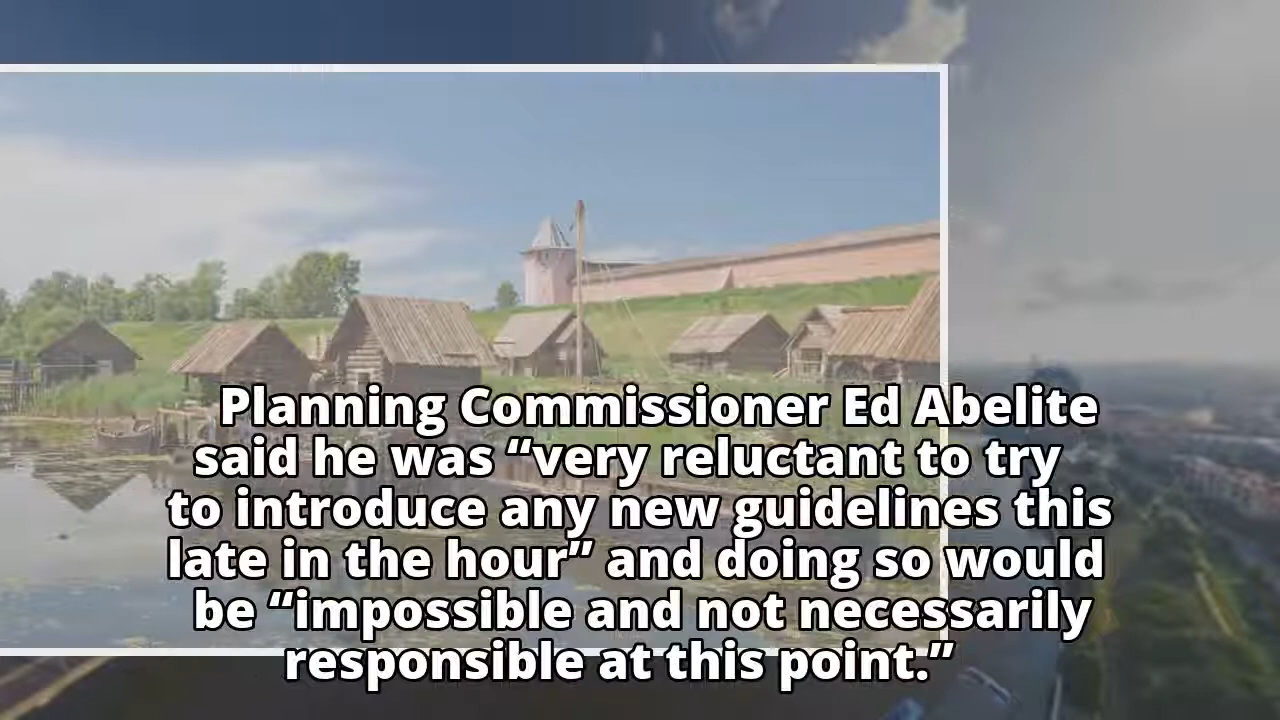 Planning Commissioner Ed Abelite
said he was “very reluctant to try
to introduce any new guidelines this
late in the hour” and doing so would
be “impossible and not necessarily
responsible at this point.”